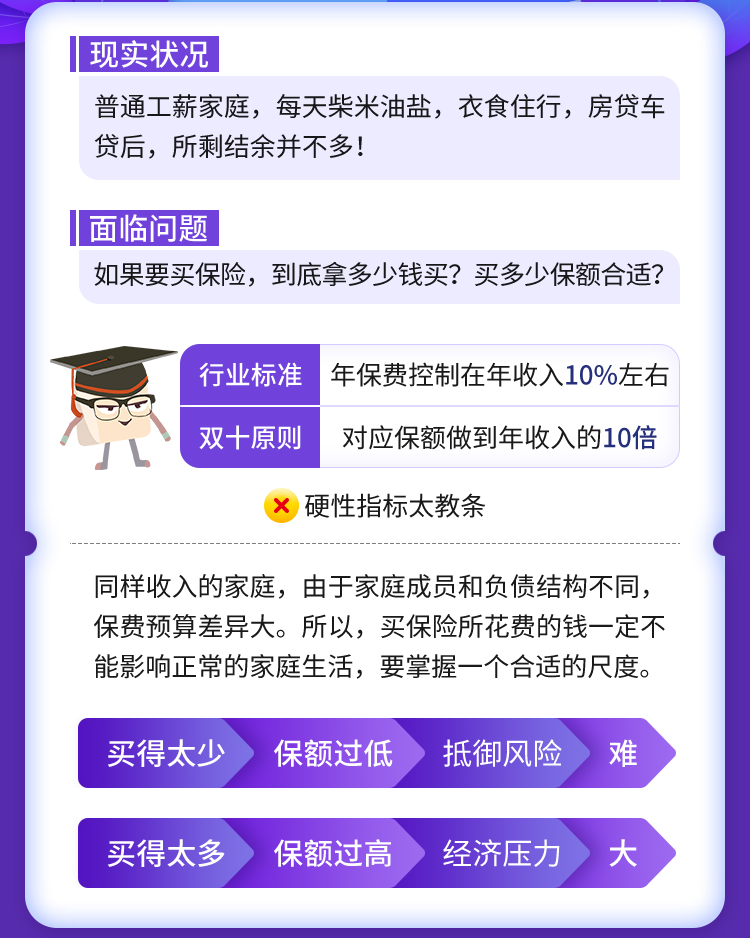 现实状况
普通工薪家庭，每天柴米油盐，衣食住行，房贷车
贷后，所剩结余并不多！
面临问题
如果要买保险，到底拿多少钱买？买多少保额合适？
行业标准 年保费控制在年收入10%左右
双十原则 对应保额做到年收入的10倍
硬性指标太教条
同样收入的家庭，由于家庭成员和负债结构不同，
保费预算差异大。所以，买保险所花费的钱一定不
能影响正常的家庭生活，要掌握一个合适的尺度。
买得太少 保额过低 抵御风险 难
买得太多 保额过高 经济压力 大